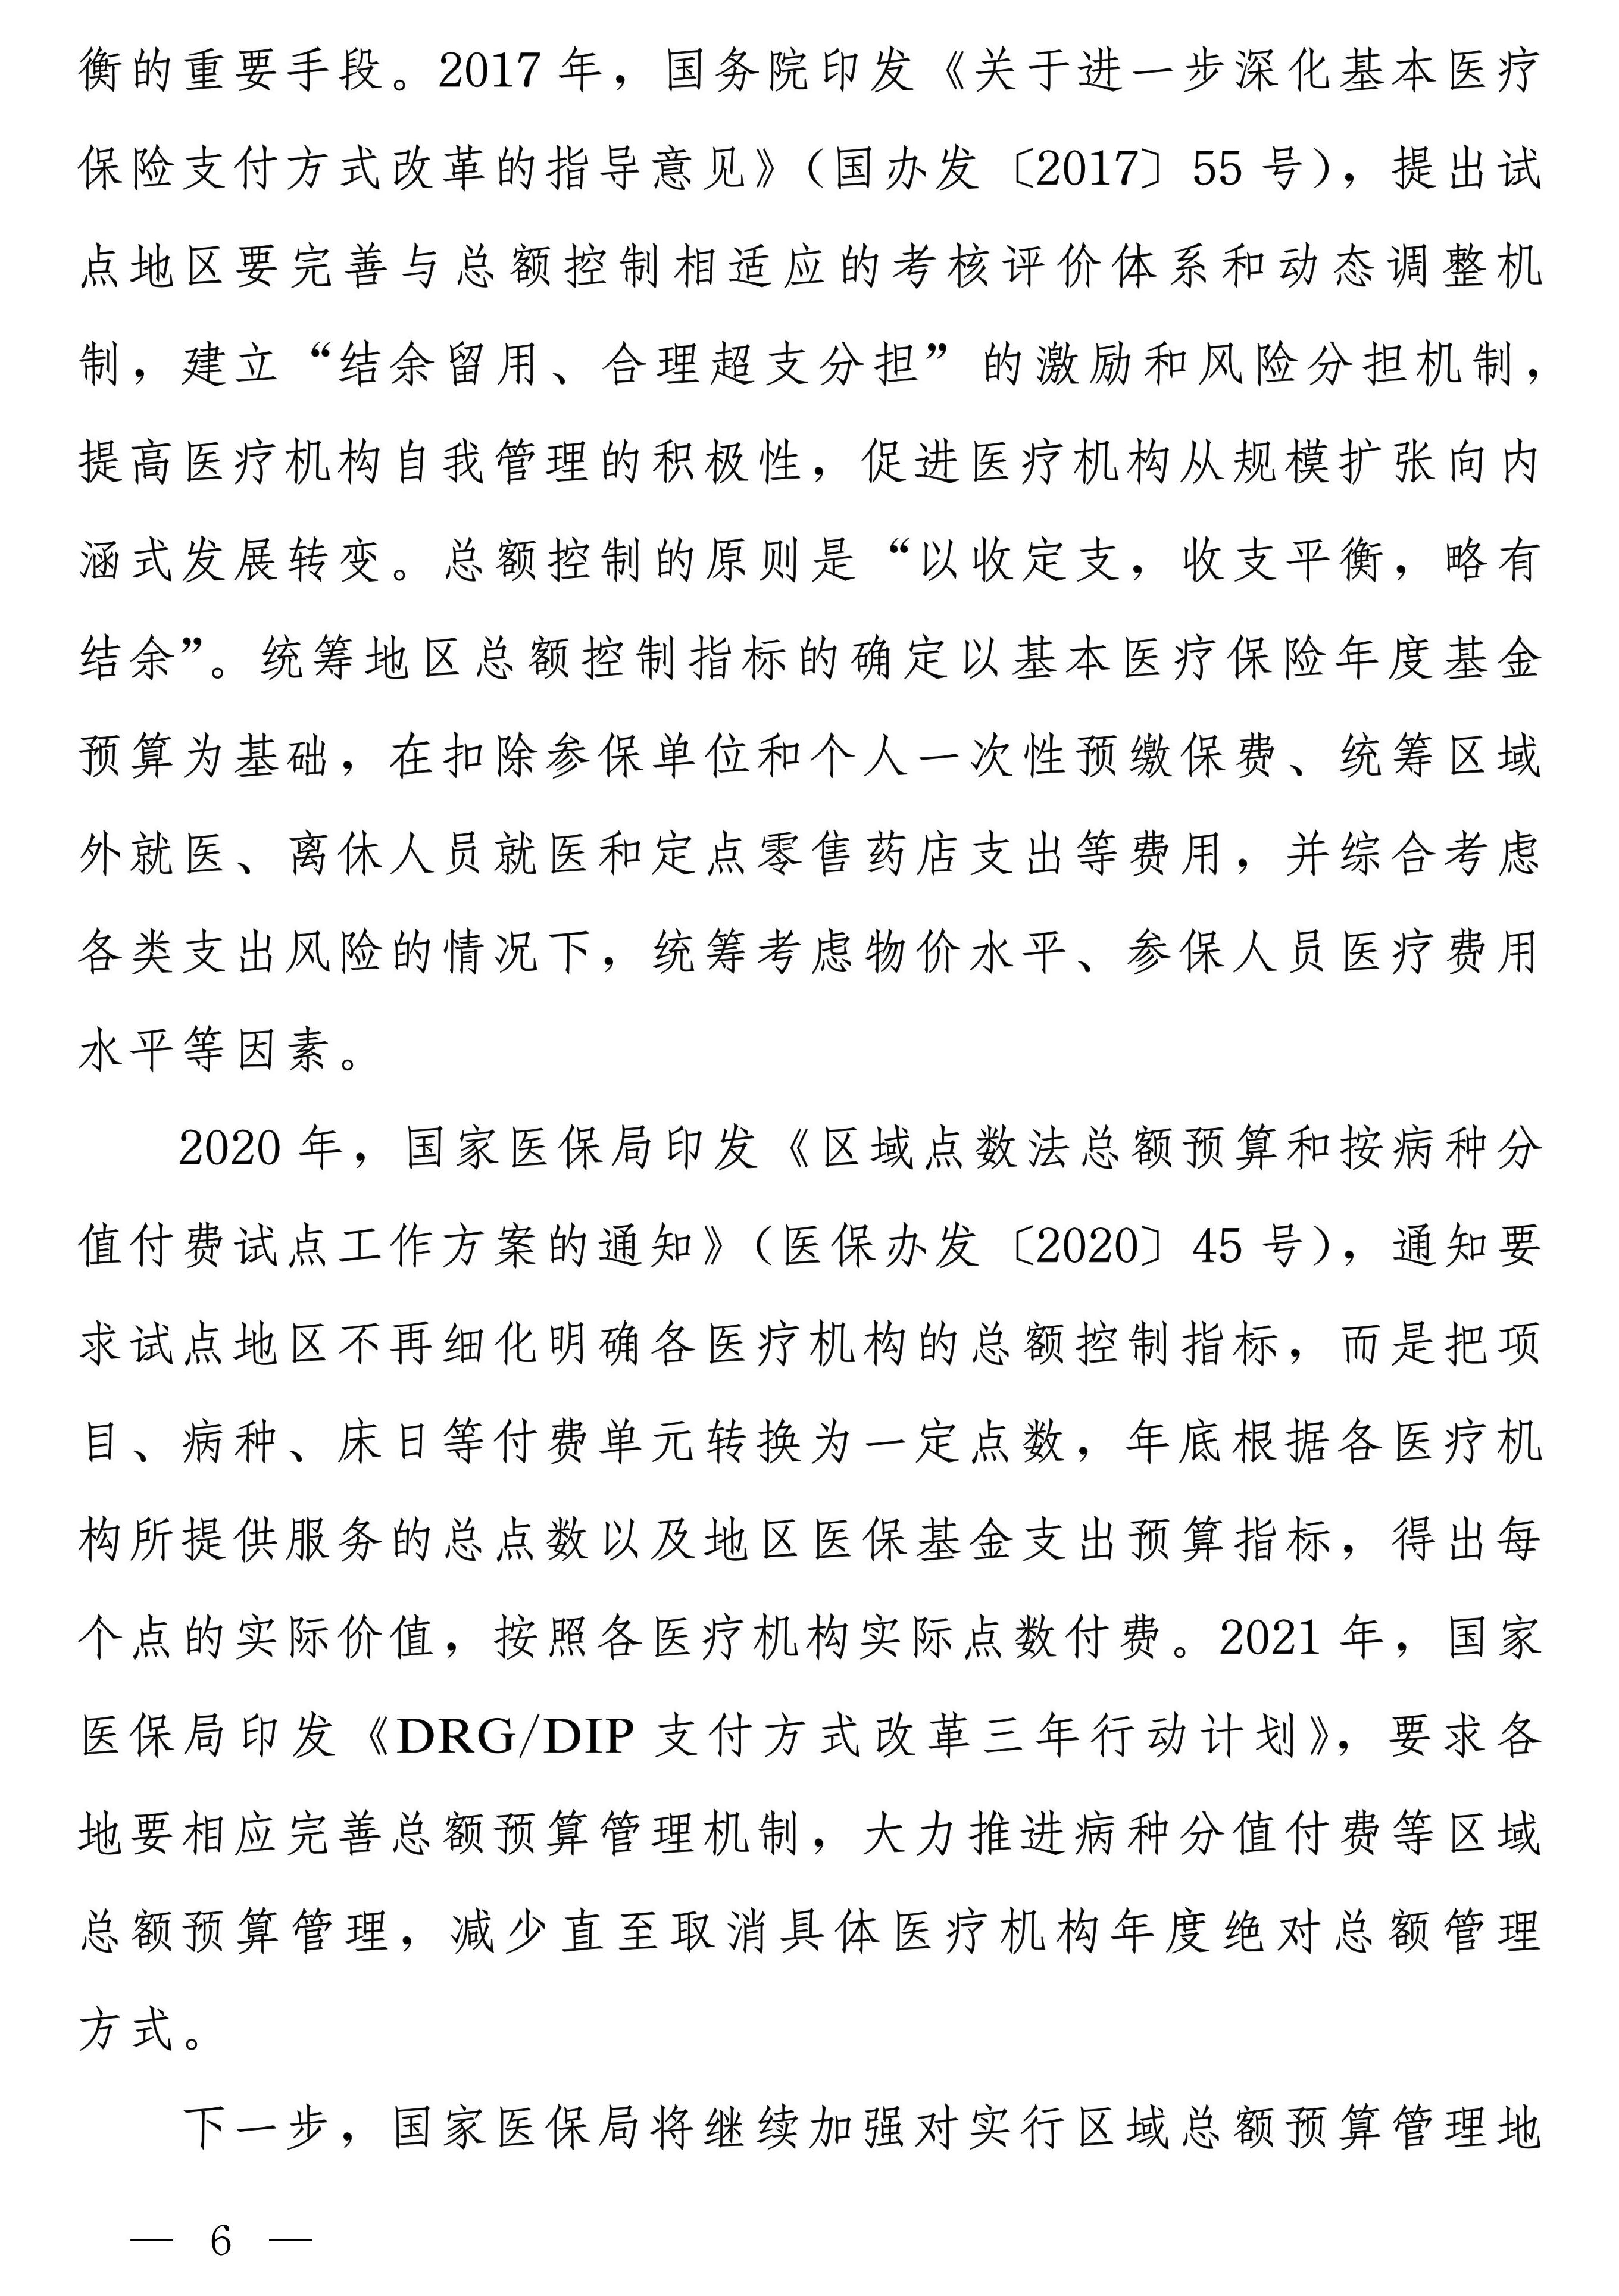 衡的重要手段。2017 年，国务院印发《关于进一步深化基本医疗
保险支付方式改革的指导意见》（国办发〔2017〕55 号），提出试
点地区要完善与总额控制相适应的考核评价体系和动态调整机
制，建立“结余留用、合理超支分担”的激励和风险分担机制，
提高医疗机构自我管理的积极性，促进医疗机构从规模扩张向内
涵式发展转变。总额控制的原则是“以收定支，收支平衡，略有
结余”。统筹地区总额控制指标的确定以基本医疗保险年度基金
预算为基础，在扣除参保单位和个人一次性预缴保费、统筹区域
外就医、离休人员就医和定点零售药店支出等费用，并综合考虑
各类支出风险的情况下，统筹考虑物价水平、参保人员医疗费用
水平等因素。
2020 年，国家医保局印发《区域点数法总额预算和按病种分
值付费试点工作方案的通知》（医保办发〔2020〕45 号），通知要
求试点地区不再细化明确各医疗机构的总额控制指标，而是把项
目、病种、床日等付费单元转换为一定点数，年底根据各医疗机
构所提供服务的总点数以及地区医保基金支出预算指标，得出每
个点的实际价值，按照各医疗机构实际点数付费。2021 年，国家
医保局印发《DRG/DIP 支付方式改革三年行动计划》，要求各
地要相应完善总额预算管理机制，大力推进病种分值付费等区域
总额预算管理，减少直至取消具体医疗机构年度绝对总额管理
方式。
下一步，国家医保局将继续加强对实行区域总额预算管理地
— 6 —